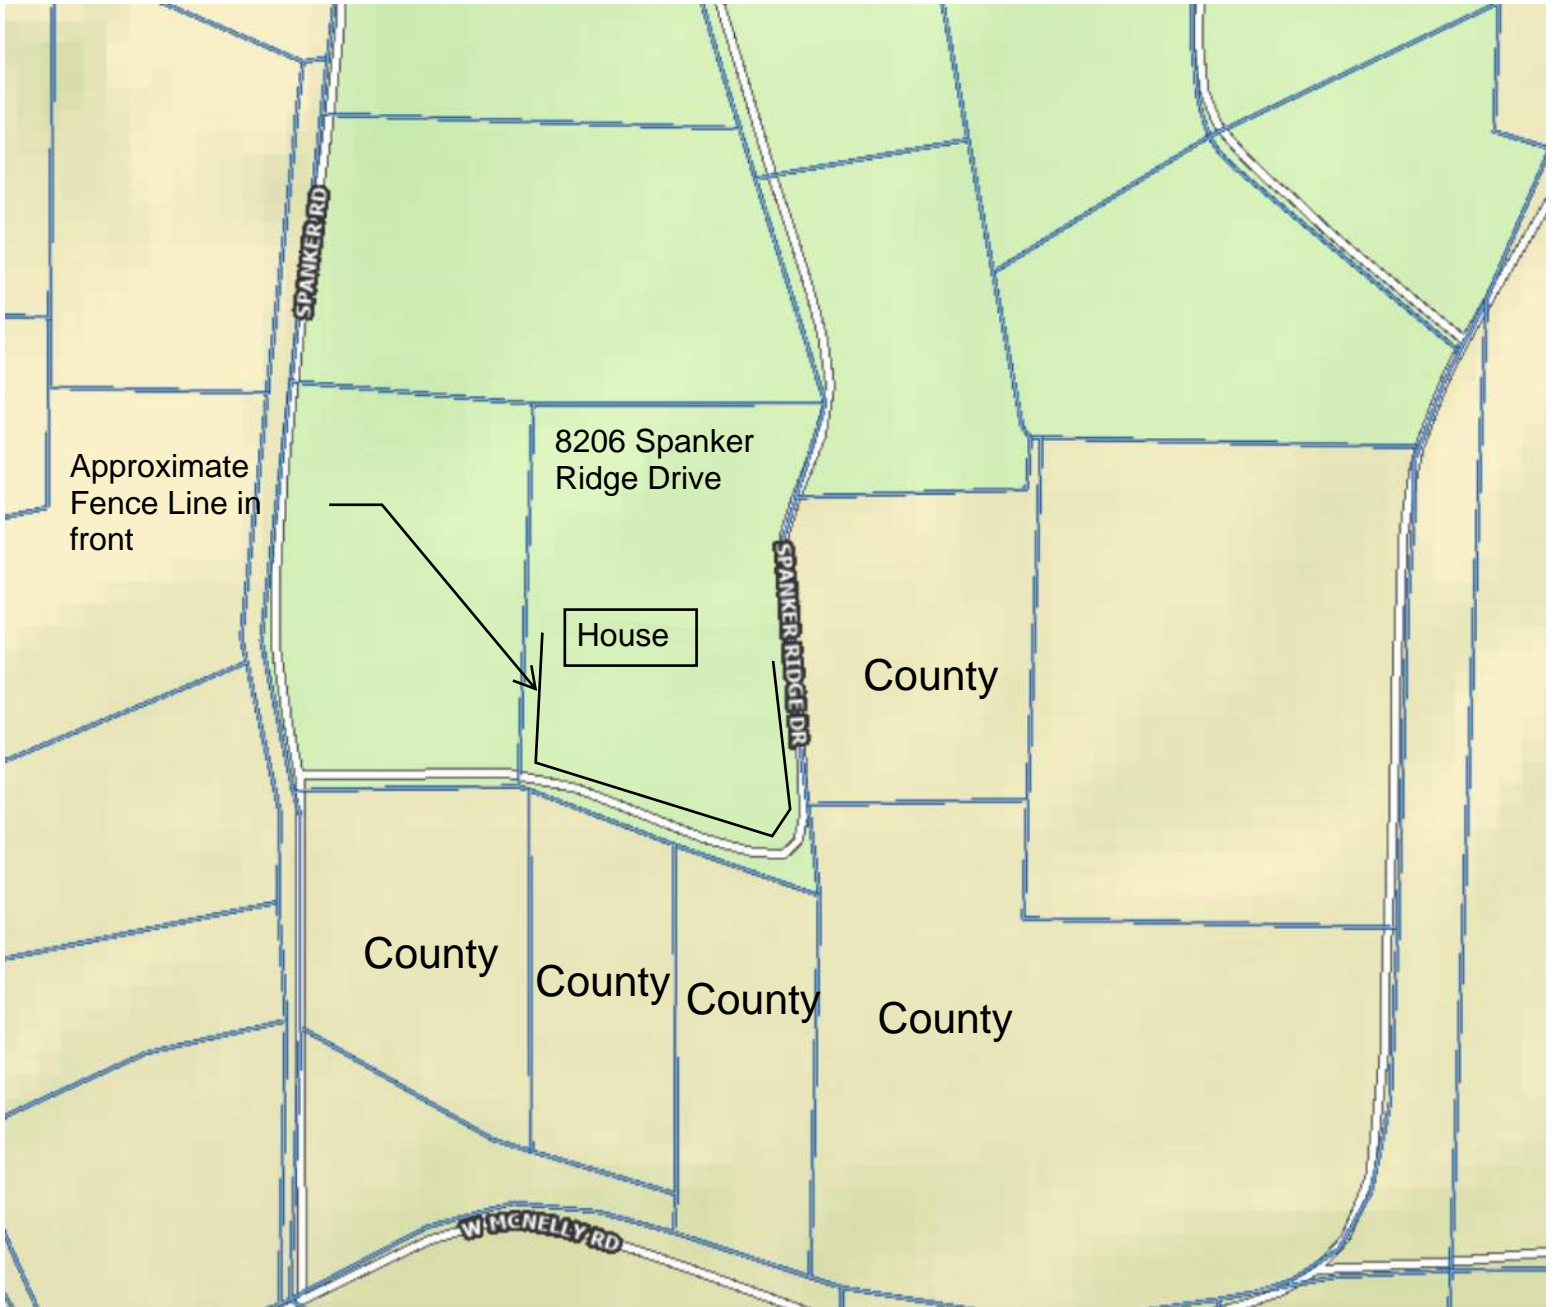 SPANKER RD
8206 Spanker
Ridge Drive
Approximate
Fence Line in
front
SPANKER RIDGE DR
House
County
County
County
County
County
W MCNELLY RD